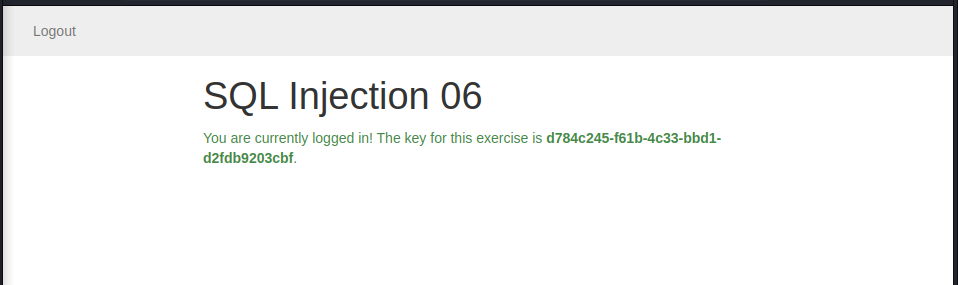 Logout
SQL Injection 06
You are currently logged in! The key for this exercise is d784c245-f61b-4c33-bbd1-
d2fdb9203cbf.